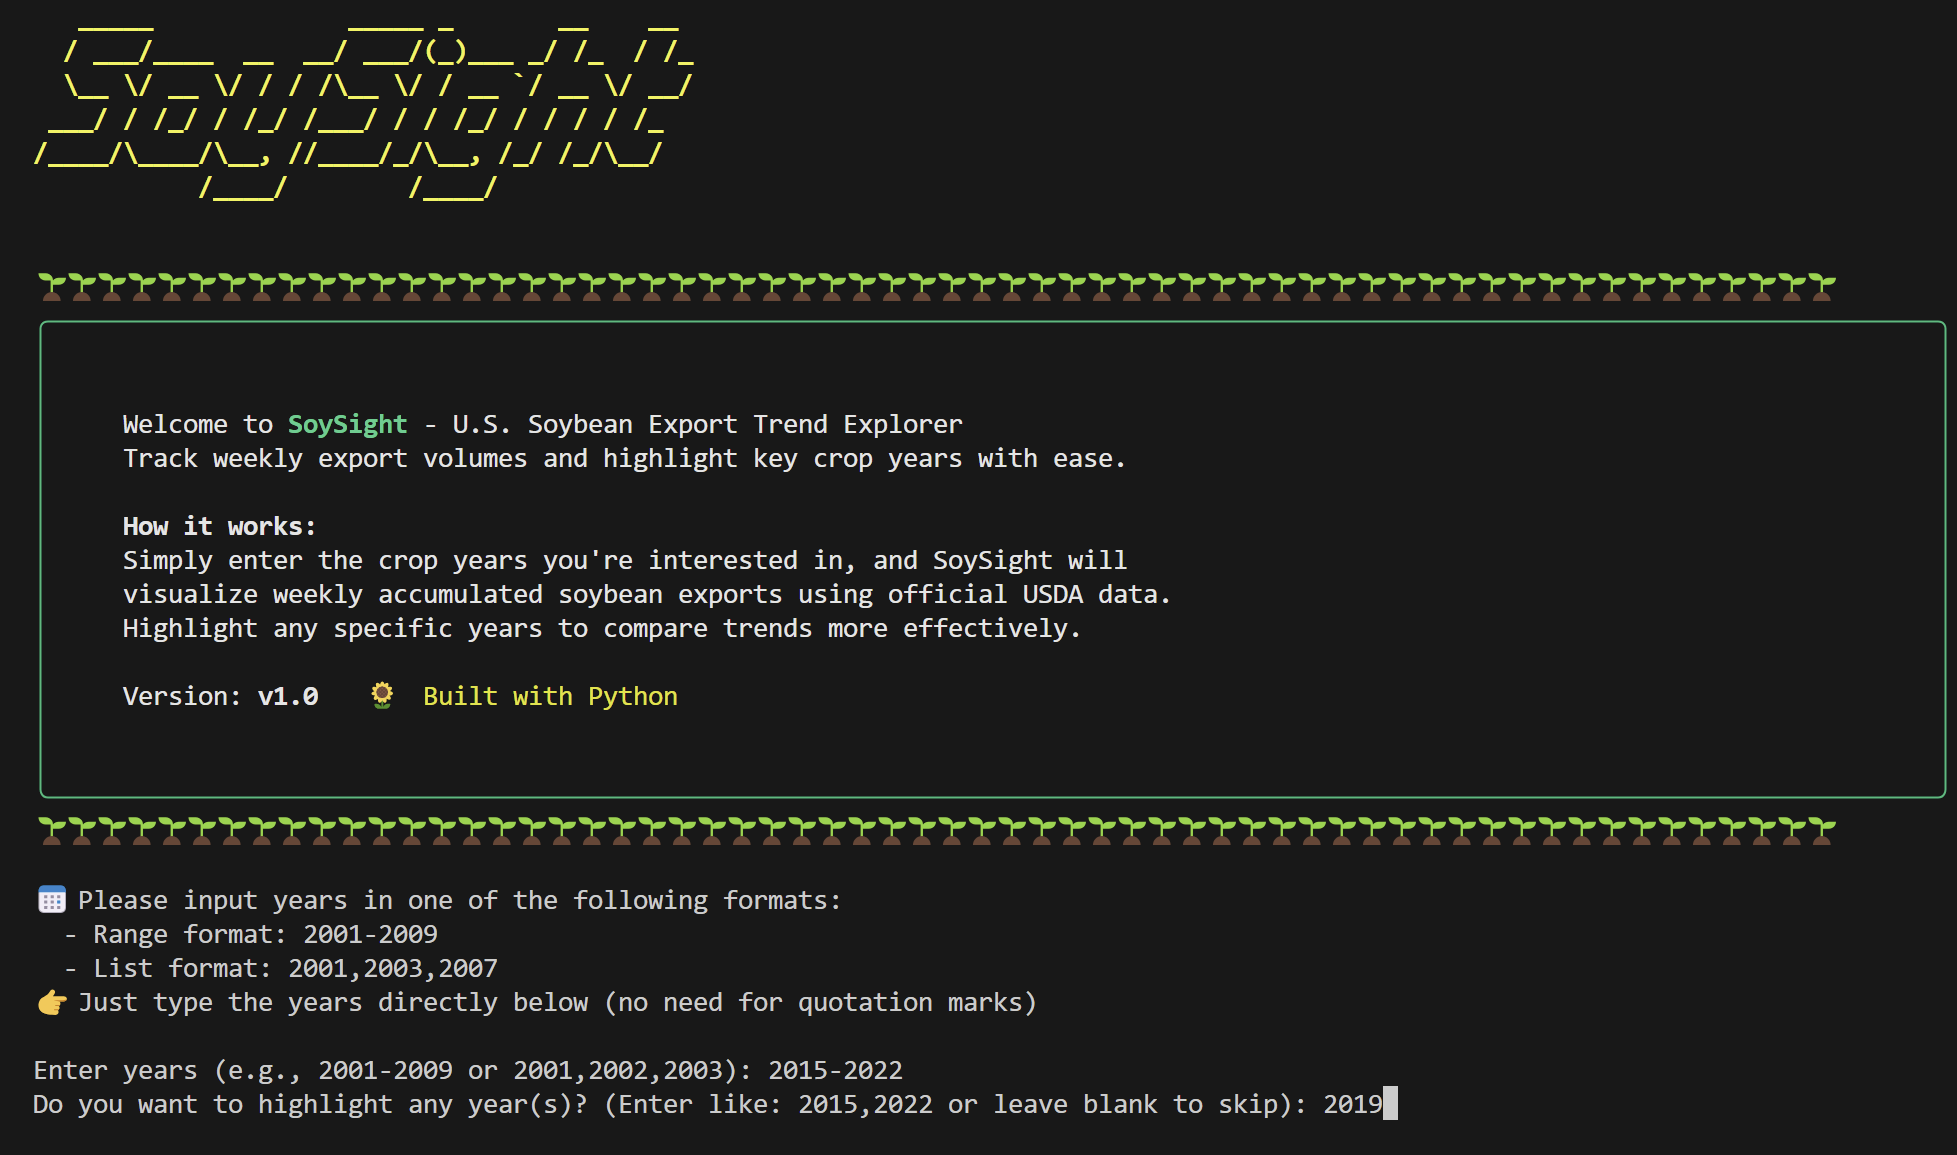 SoySight
Welcome to SoySight - U.S. Soybean Export Trend Explorer
Track weekly export volumes and highlight key crop years with ease.
How it works:
Simply enter the crop years you're interested in, and SoySight will
visualize weekly accumulated soybean exports using official USDA data.
Highlight any specific years to compare trends more effectively.
Version: v1.0 🌻 Built with Python
📅 Please input years in one of the following formats:
- Range format: 2001-2009
- List format: 2001,2003,2007
👉 Just type the years directly below (no need for quotation marks)
Enter years (e.g., 2001-2009 or 2001,2002,2003): 2015-2022
Do you want to highlight any year(s)? (Enter like: 2015,2022 or leave blank to skip): 2019